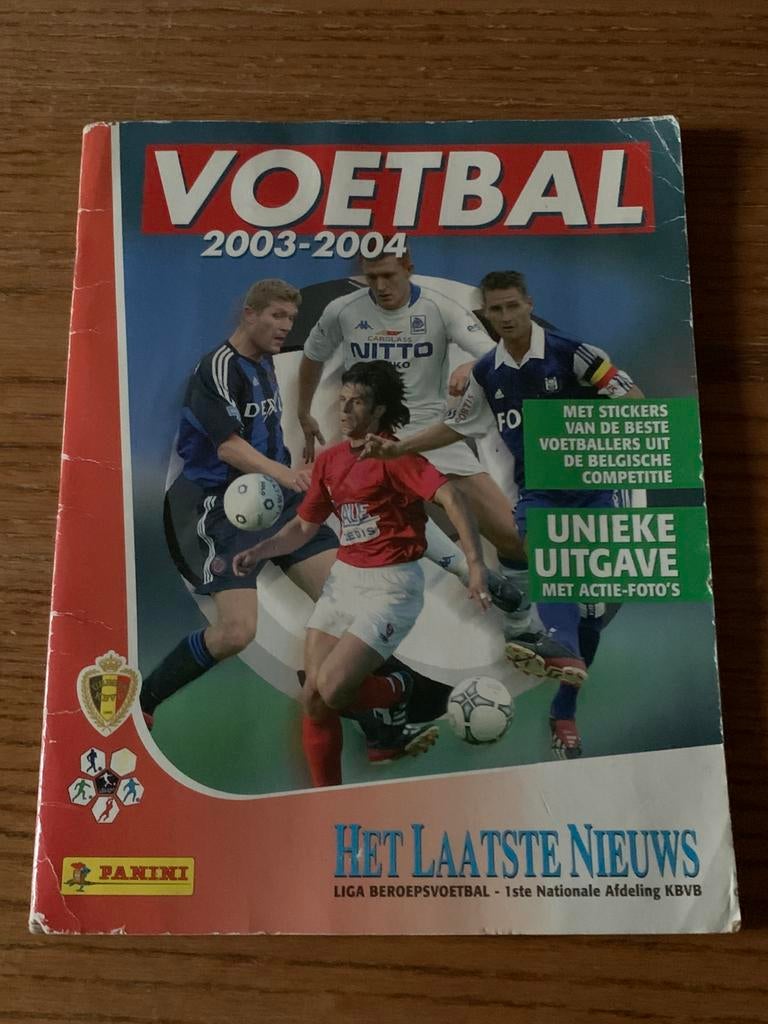 VOETBAL
2003-2004
NITTO
MET STICKERS
VAN DE BESTE
VOETBALLERS UIT
DE BELGISCHE
COMPETITIE
UNIEKE
UITGAVE
MET ACTIE-FOTO'S
HET LAATSTE NIEUWS
LIGA BEROEPSVOETBAL - 1ste Nationale Afdeling KBVB
PANINI